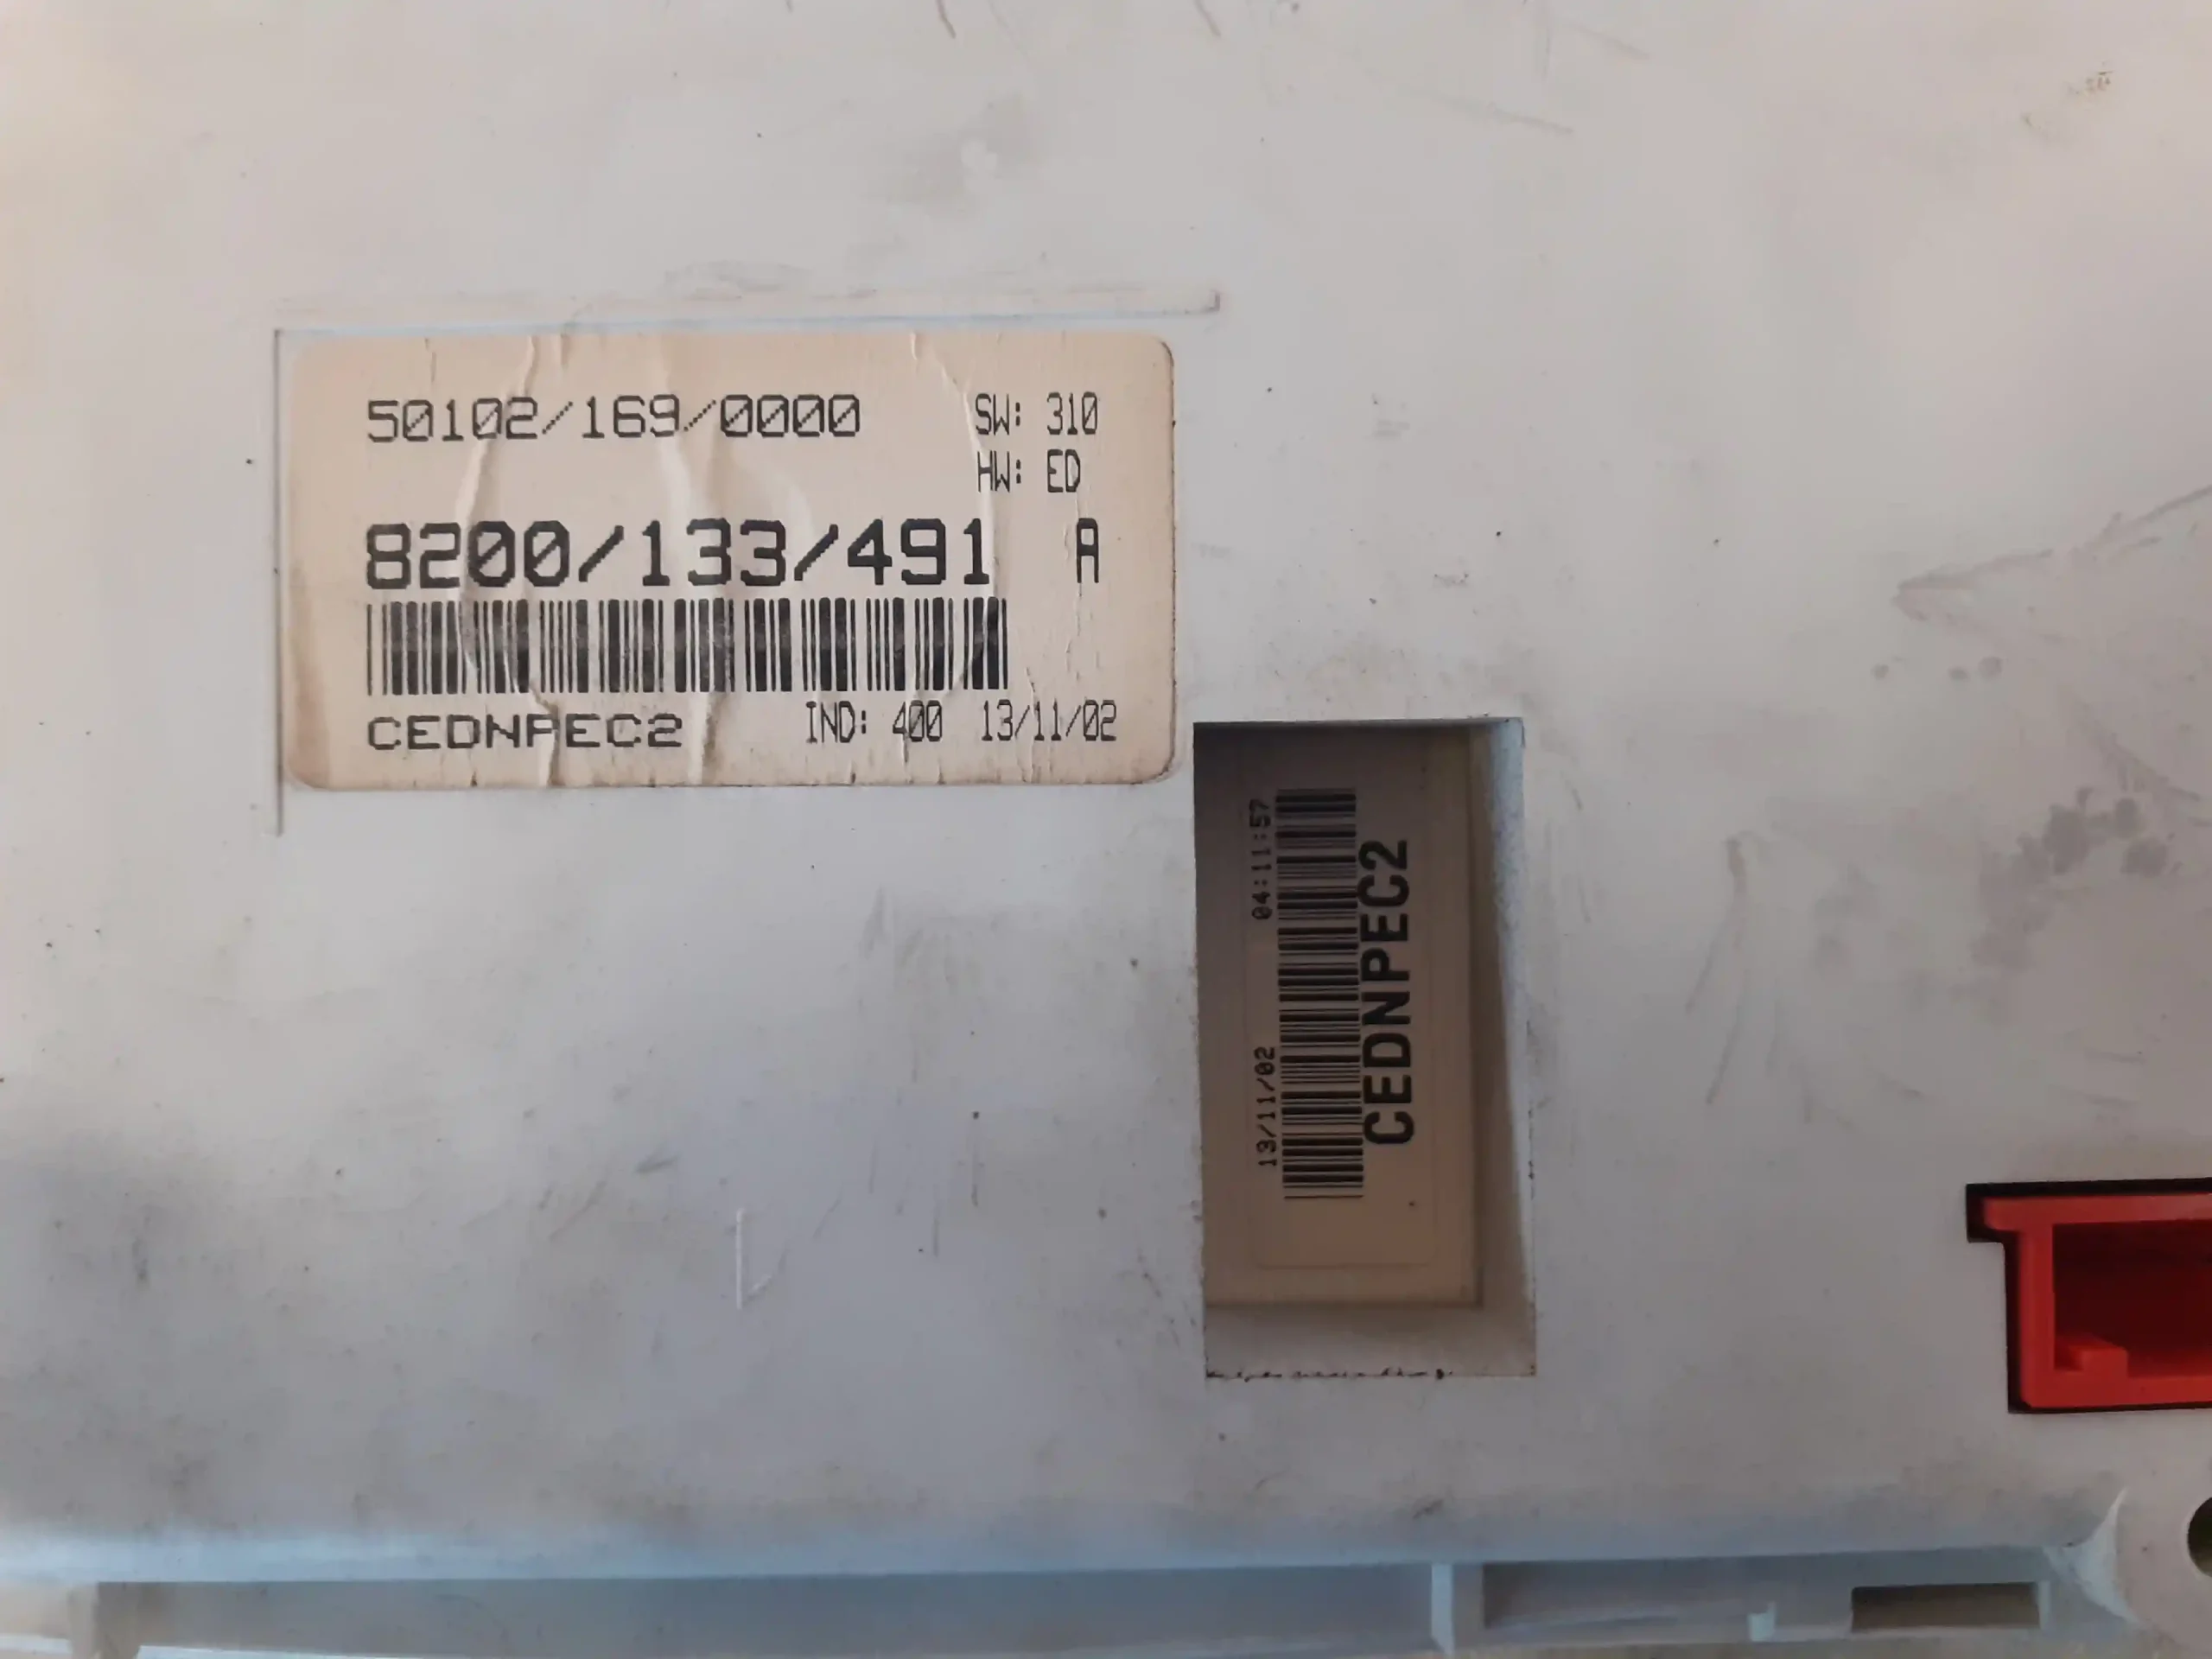 50102/169/0000 SW: 310
HW: ED
8200/133/491 A
CEDNPEC2 IND: 400 13/11/02
13/11/02 04:11:57
CEDNPEC2